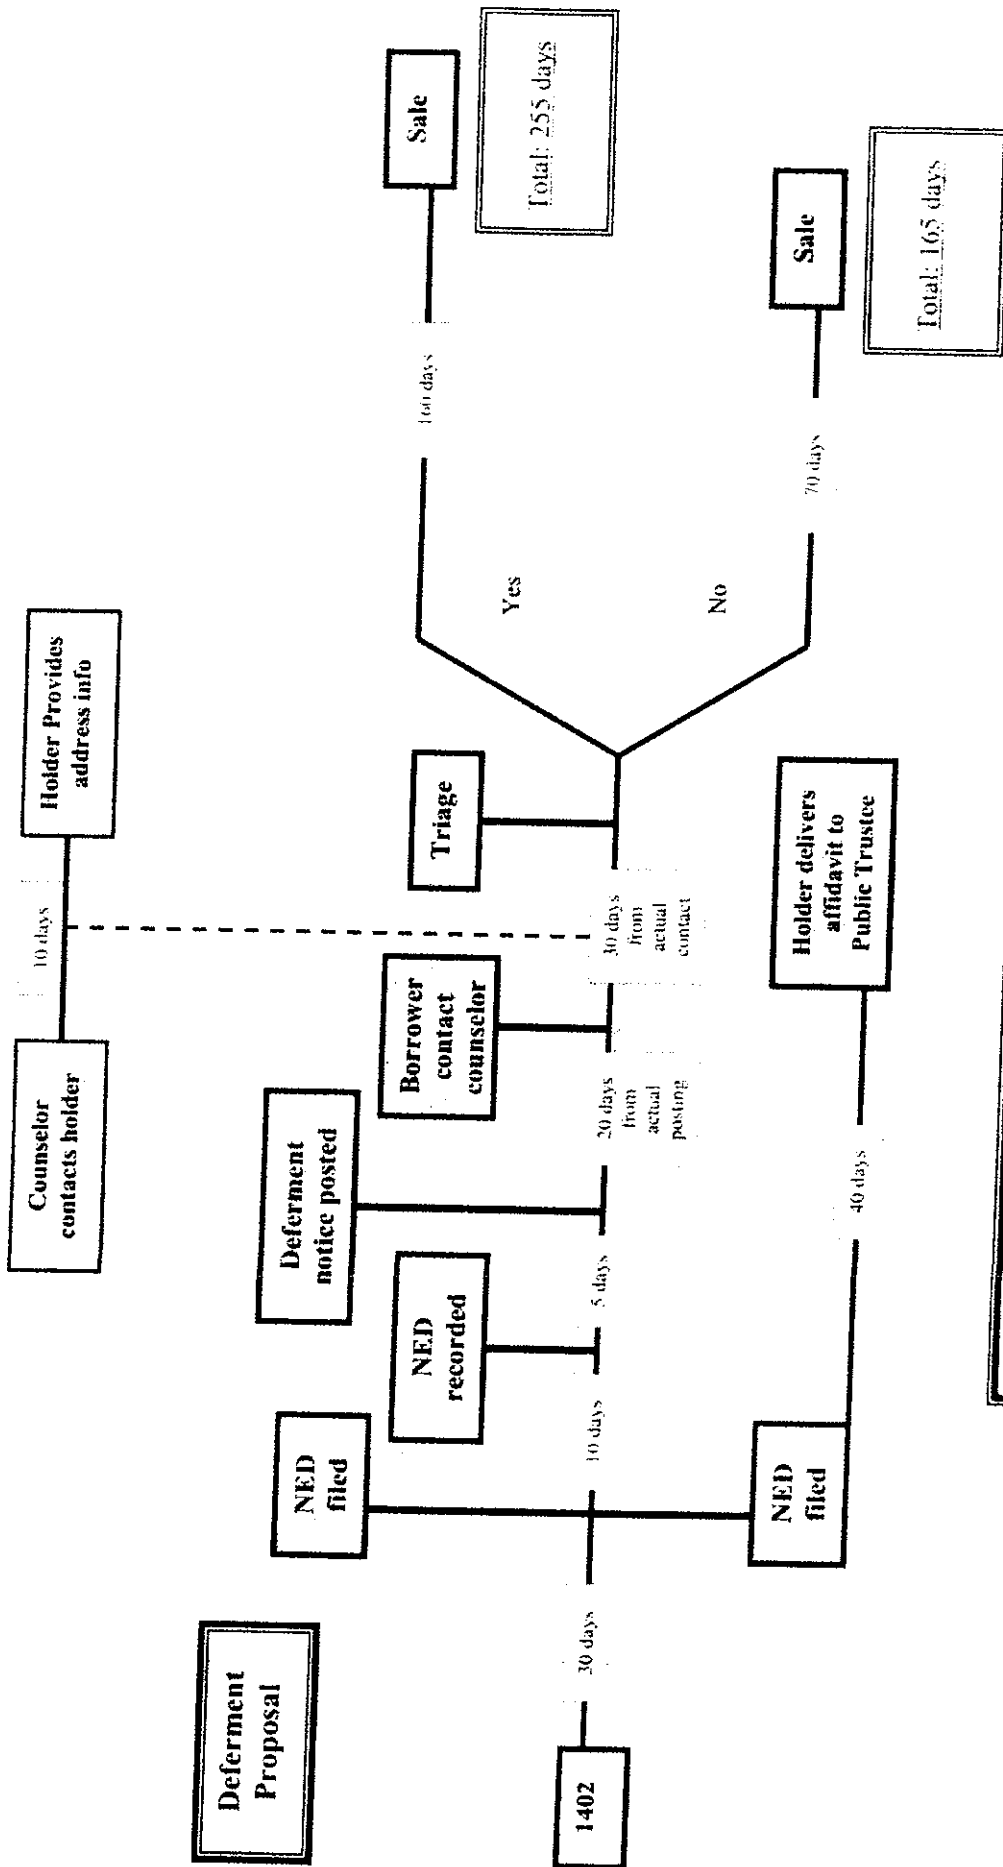 Deferment
Proposal
1402
30 days
NED
filed
NED
filed
10 days
NED
recorded
5 days
Deferment
notice posted
20 days
from
actual
posting
Borrower
contact
counselor
30 days
from
actual
contact
Counselor
contacts holder
10 days
Holder Provides
address info
Triage
40 days
Holder delivers
affidavit to
Public Trustee
Yes
160 days
Sale
Total: 255 days
No
70 days
Sale
Total: 165 days